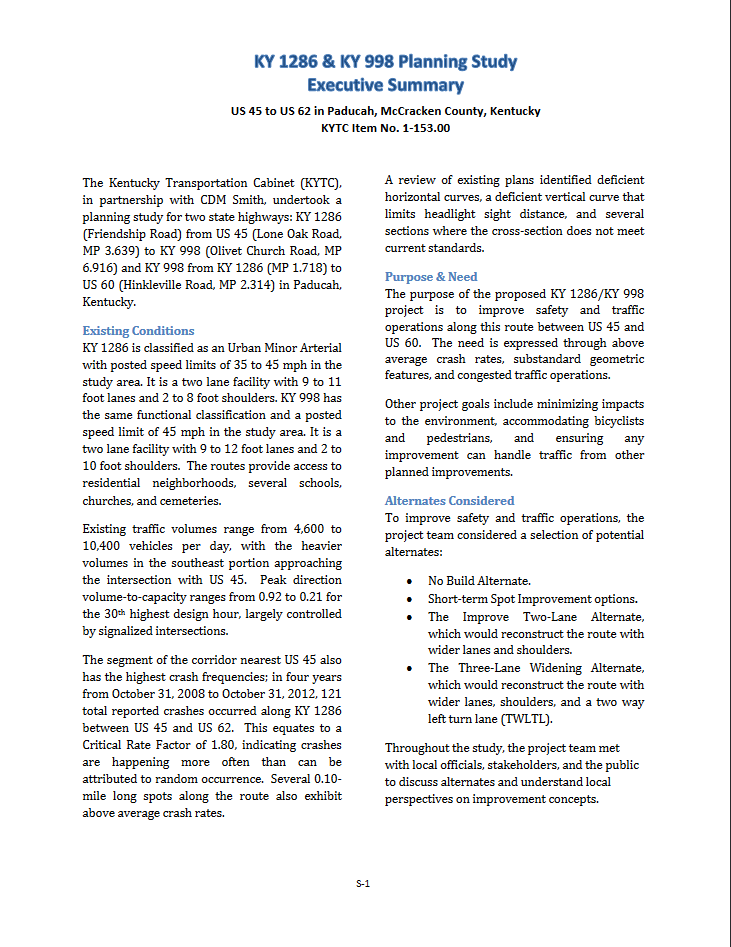 KY 1286 & KY 998 Planning Study
Executive Summary
US 45 to US 62 in Paducah, McCracken County, Kentucky
KYTC Item No. 1-153.00
The Kentucky Transportation Cabinet (KYTC),
in partnership with CDM Smith, undertook a
planning study for two state highways: KY 1286
(Friendship Road) from US 45 (Lone Oak Road,
MP 3.639) to KY 998 (Olivet Church Road, MP
6.916) and KY 998 from KY 1286 (MP 1.718) to
US 60 (Hinkleville Road, MP 2.314) in Paducah,
Kentucky.
Existing Conditions
KY 1286 is classified as an Urban Minor Arterial
with posted speed limits of 35 to 45 mph in the
study area. It is a two lane facility with 9 to 11
foot lanes and 2 to 8 foot shoulders. KY 998 has
the same functional classification and a posted
speed limit of 45 mph in the study area. It is a
two lane facility with 9 to 12 foot lanes and 2 to
10 foot shoulders. The routes provide access to
residential neighborhoods, several schools,
churches, and cemeteries.
Existing traffic volumes range from 4,600 to
10,400 vehicles per day, with the heavier
volumes in the southeast portion approaching
the intersection with US 45. Peak direction
volume-to-capacity ranges from 0.92 to 0.21 for
the 30th highest design hour, largely controlled
by signalized intersections.
The segment of the corridor nearest US 45 also
has the highest crash frequencies; in four years
from October 31, 2008 to October 31, 2012, 121
total reported crashes occurred along KY 1286
between US 45 and US 62. This equates to a
Critical Rate Factor of 1.80, indicating crashes
are happening more often than can be
attributed to random occurrence. Several 0.10-
mile long spots along the route also exhibit
above average crash rates.
A review of existing plans identified deficient
horizontal curves, a deficient vertical curve that
limits headlight sight distance, and several
sections where the cross-section does not meet
current standards.
Purpose & Need
The purpose of the proposed KY 1286/KY 998
project is to improve safety and traffic
operations along this route between US 45 and
US 60. The need is expressed through above
average crash rates, substandard geometric
features, and congested traffic operations.
Other project goals include minimizing impacts
to the environment, accommodating bicyclists
and pedestrians, and ensuring any
improvement can handle traffic from other
planned improvements.
Alternates Considered
To improve safety and traffic operations, the
project team considered a selection of potential
alternates:
• No Build Alternate.
• Short-term Spot Improvement options.
• The Improve Two-Lane Alternate,
which would reconstruct the route with
wider lanes and shoulders.
• The Three-Lane Widening Alternate,
which would reconstruct the route with
wider lanes, shoulders, and a two way
left turn lane (TWLTL).
Throughout the study, the project team met
with local officials, stakeholders, and the public
to discuss alternates and understand local
perspectives on improvement concepts.
S-1